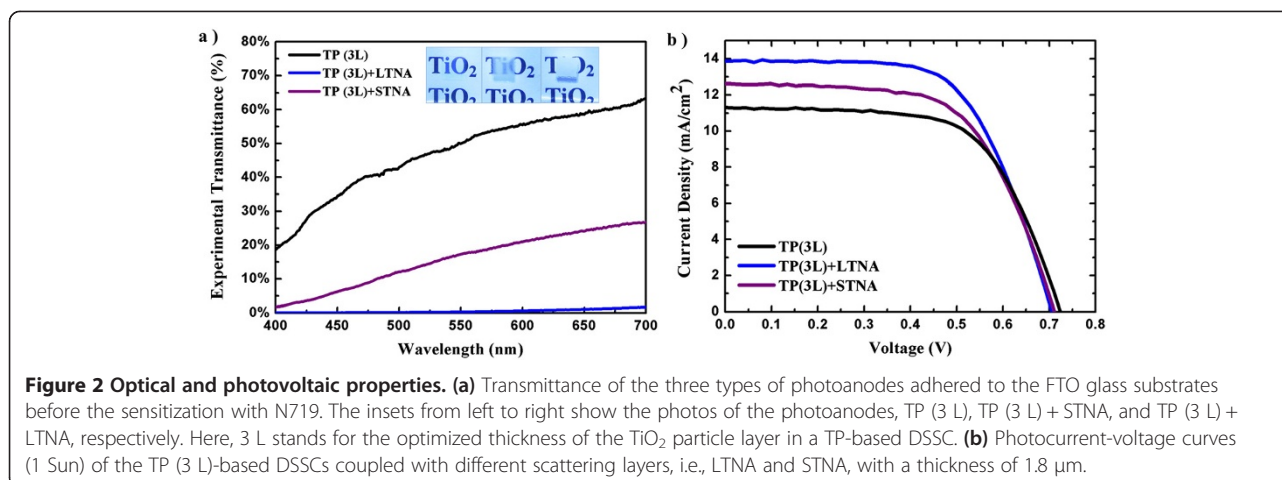 a )
80%
70%
60%
50%
40%
30%
20%
10%
0%
Experimental Transmittance (%)
TP (3L)
TP (3L)+LTNA
TP (3L)+STNA
TiO2 TiO2 T O2
TiO2 TiO2 TiO2
400 450 500 550 600 650 700
Wavelength (nm)
b )
14
12
10
8
6
4
2
0
Current Density (mA/cm2)
TP(3L)
TP(3L)+LTNA
TP(3L)+STNA
0.0 0.1 0.2 0.3 0.4 0.5 0.6 0.7 0.8
Voltage (V)
Figure 2 Optical and photovoltaic properties. (a) Transmittance of the three types of photoanodes adhered to the FTO glass substrates
before the sensitization with N719. The insets from left to right show the photos of the photoanodes, TP (3 L), TP (3 L) + STNA, and TP (3 L) +
LTNA, respectively. Here, 3 L stands for the optimized thickness of the TiO2 particle layer in a TP-based DSSC. (b) Photocurrent-voltage curves
(1 Sun) of the TP (3 L)-based DSSCs coupled with different scattering layers, i.e., LTNA and STNA, with a thickness of 1.8 μm.